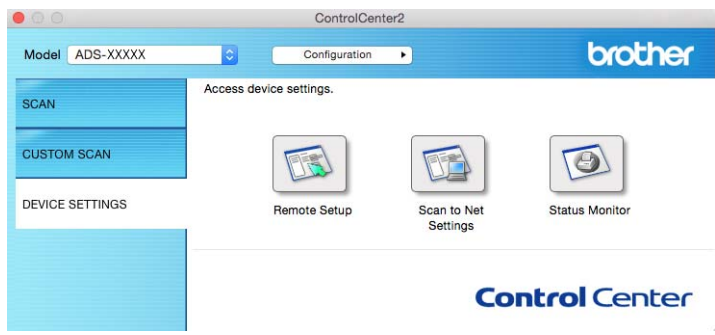 ControlCenter2
Model ADS-XXXXX Configuration brother
SCAN
CUSTOM SCAN
DEVICE SETTINGS
Access device settings.
Remote Setup
Scan to Net
Settings
Status Monitor
Control Center